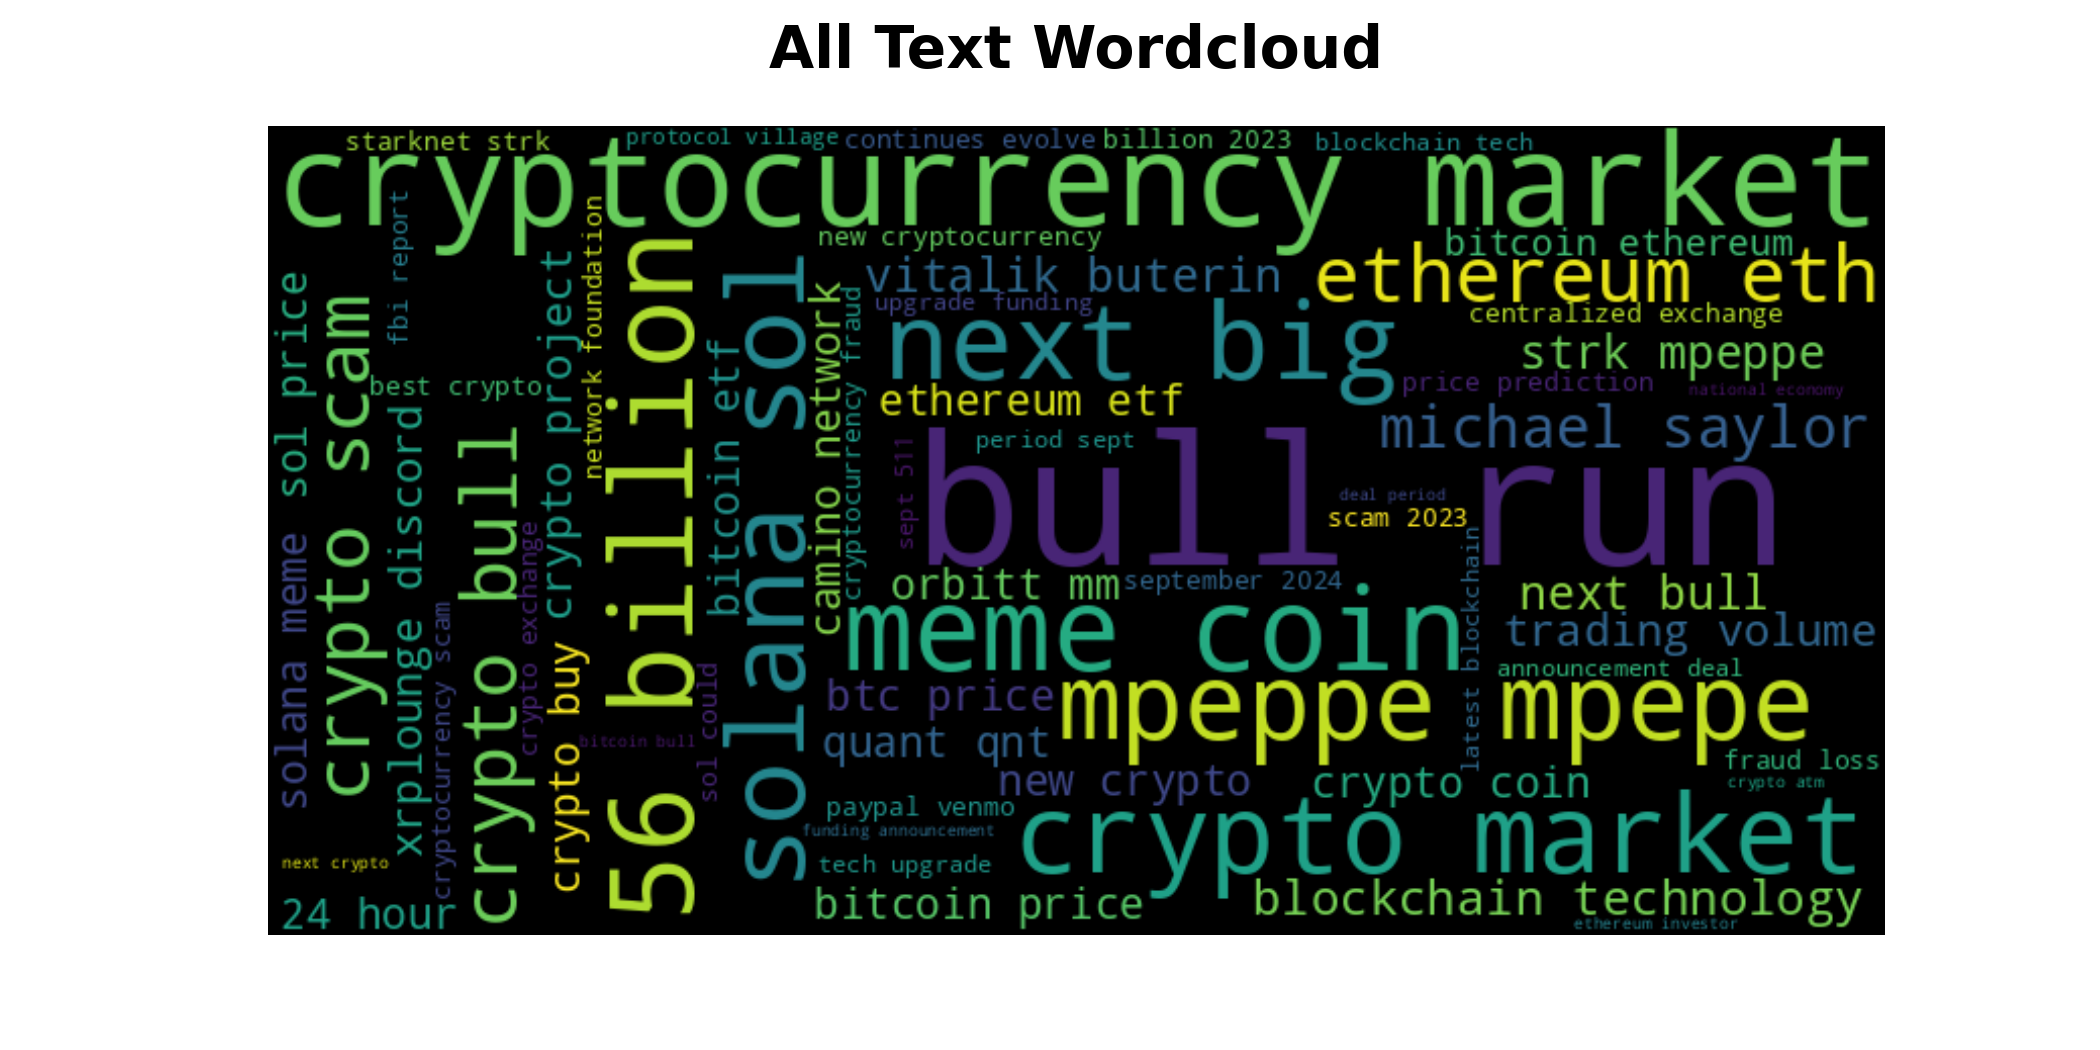 All Text Wordcloud
starknet strk
protocol village
continues evolve
billion 2023
blockchain tech
cryptocurrency market
new cryptocurrency
bitcoin ethereum
vitalik buterin
ethereum eth
upgrade funding
centralized exchange
next big
strk mpeppe
price prediction
national economy
ethereum etf
michael saylor
period sept
bull run
sept 511
deal period
scam 2023
orbitt mm
september 2024
next bull
meme coin
trading volume
latest blockchain
announcement deal
btc price
mpeppe mpepe
quant qnt
fraud loss
new crypto
crypto coin
crypto atm
paypal venmo
funding announcement
crypto market
tech upgrade
bitcoin price
blockchain technology
ethereum investor
solana meme
sol price
crypto scam
fbi report
best crypto
xrplounge discord
cryptocurrency scam
crypto bull
crypto exchange
crypto project
crypto buy
network foundation
56 billion
bitcoin bull
sol could
bitcoin etf
solana sol
camino network
cryptocurrency fraud
next crypto
24 hour